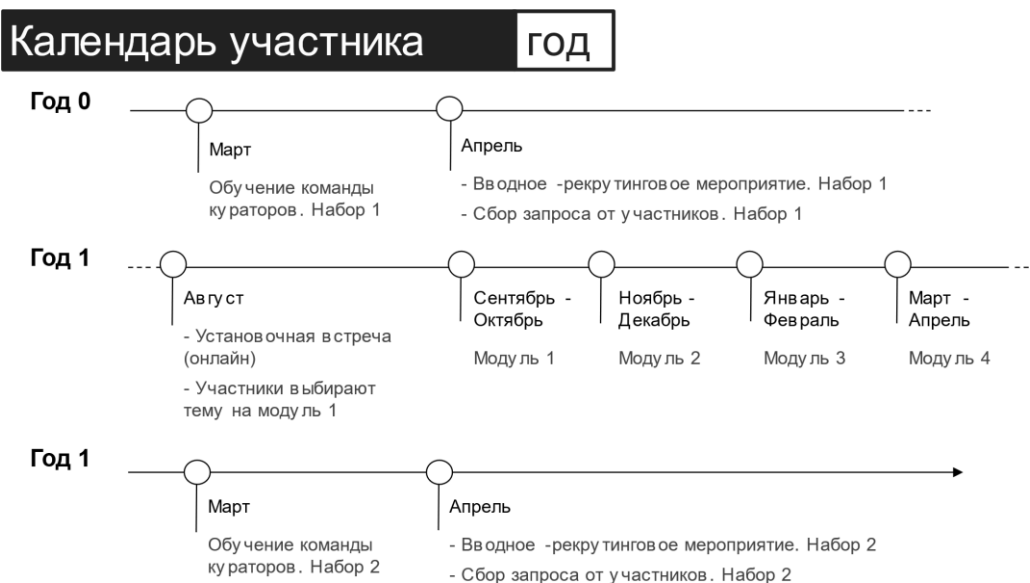 Календарь участника год
Год 0
Март
Обучение команды
кураторов. Набор 1
Апрель
- Вводное -рекрутинговое мероприятие. Набор 1
- Сбор запроса от участников. Набор 1
Год 1
Август
- Установочная встреча
(онлайн)
- Участники выбирают
тему на модуль 1
Сентябрь -
Октябрь
Модуль 1
Ноябрь -
Декабрь
Модуль 2
Январь -
Февраль
Модуль 3
Март -
Апрель
Модуль 4
Год 1
Март
Обучение команды
кураторов. Набор 2
Апрель
- Вводное -рекрутинговое мероприятие. Набор 2
- Сбор запроса от участников. Набор 2